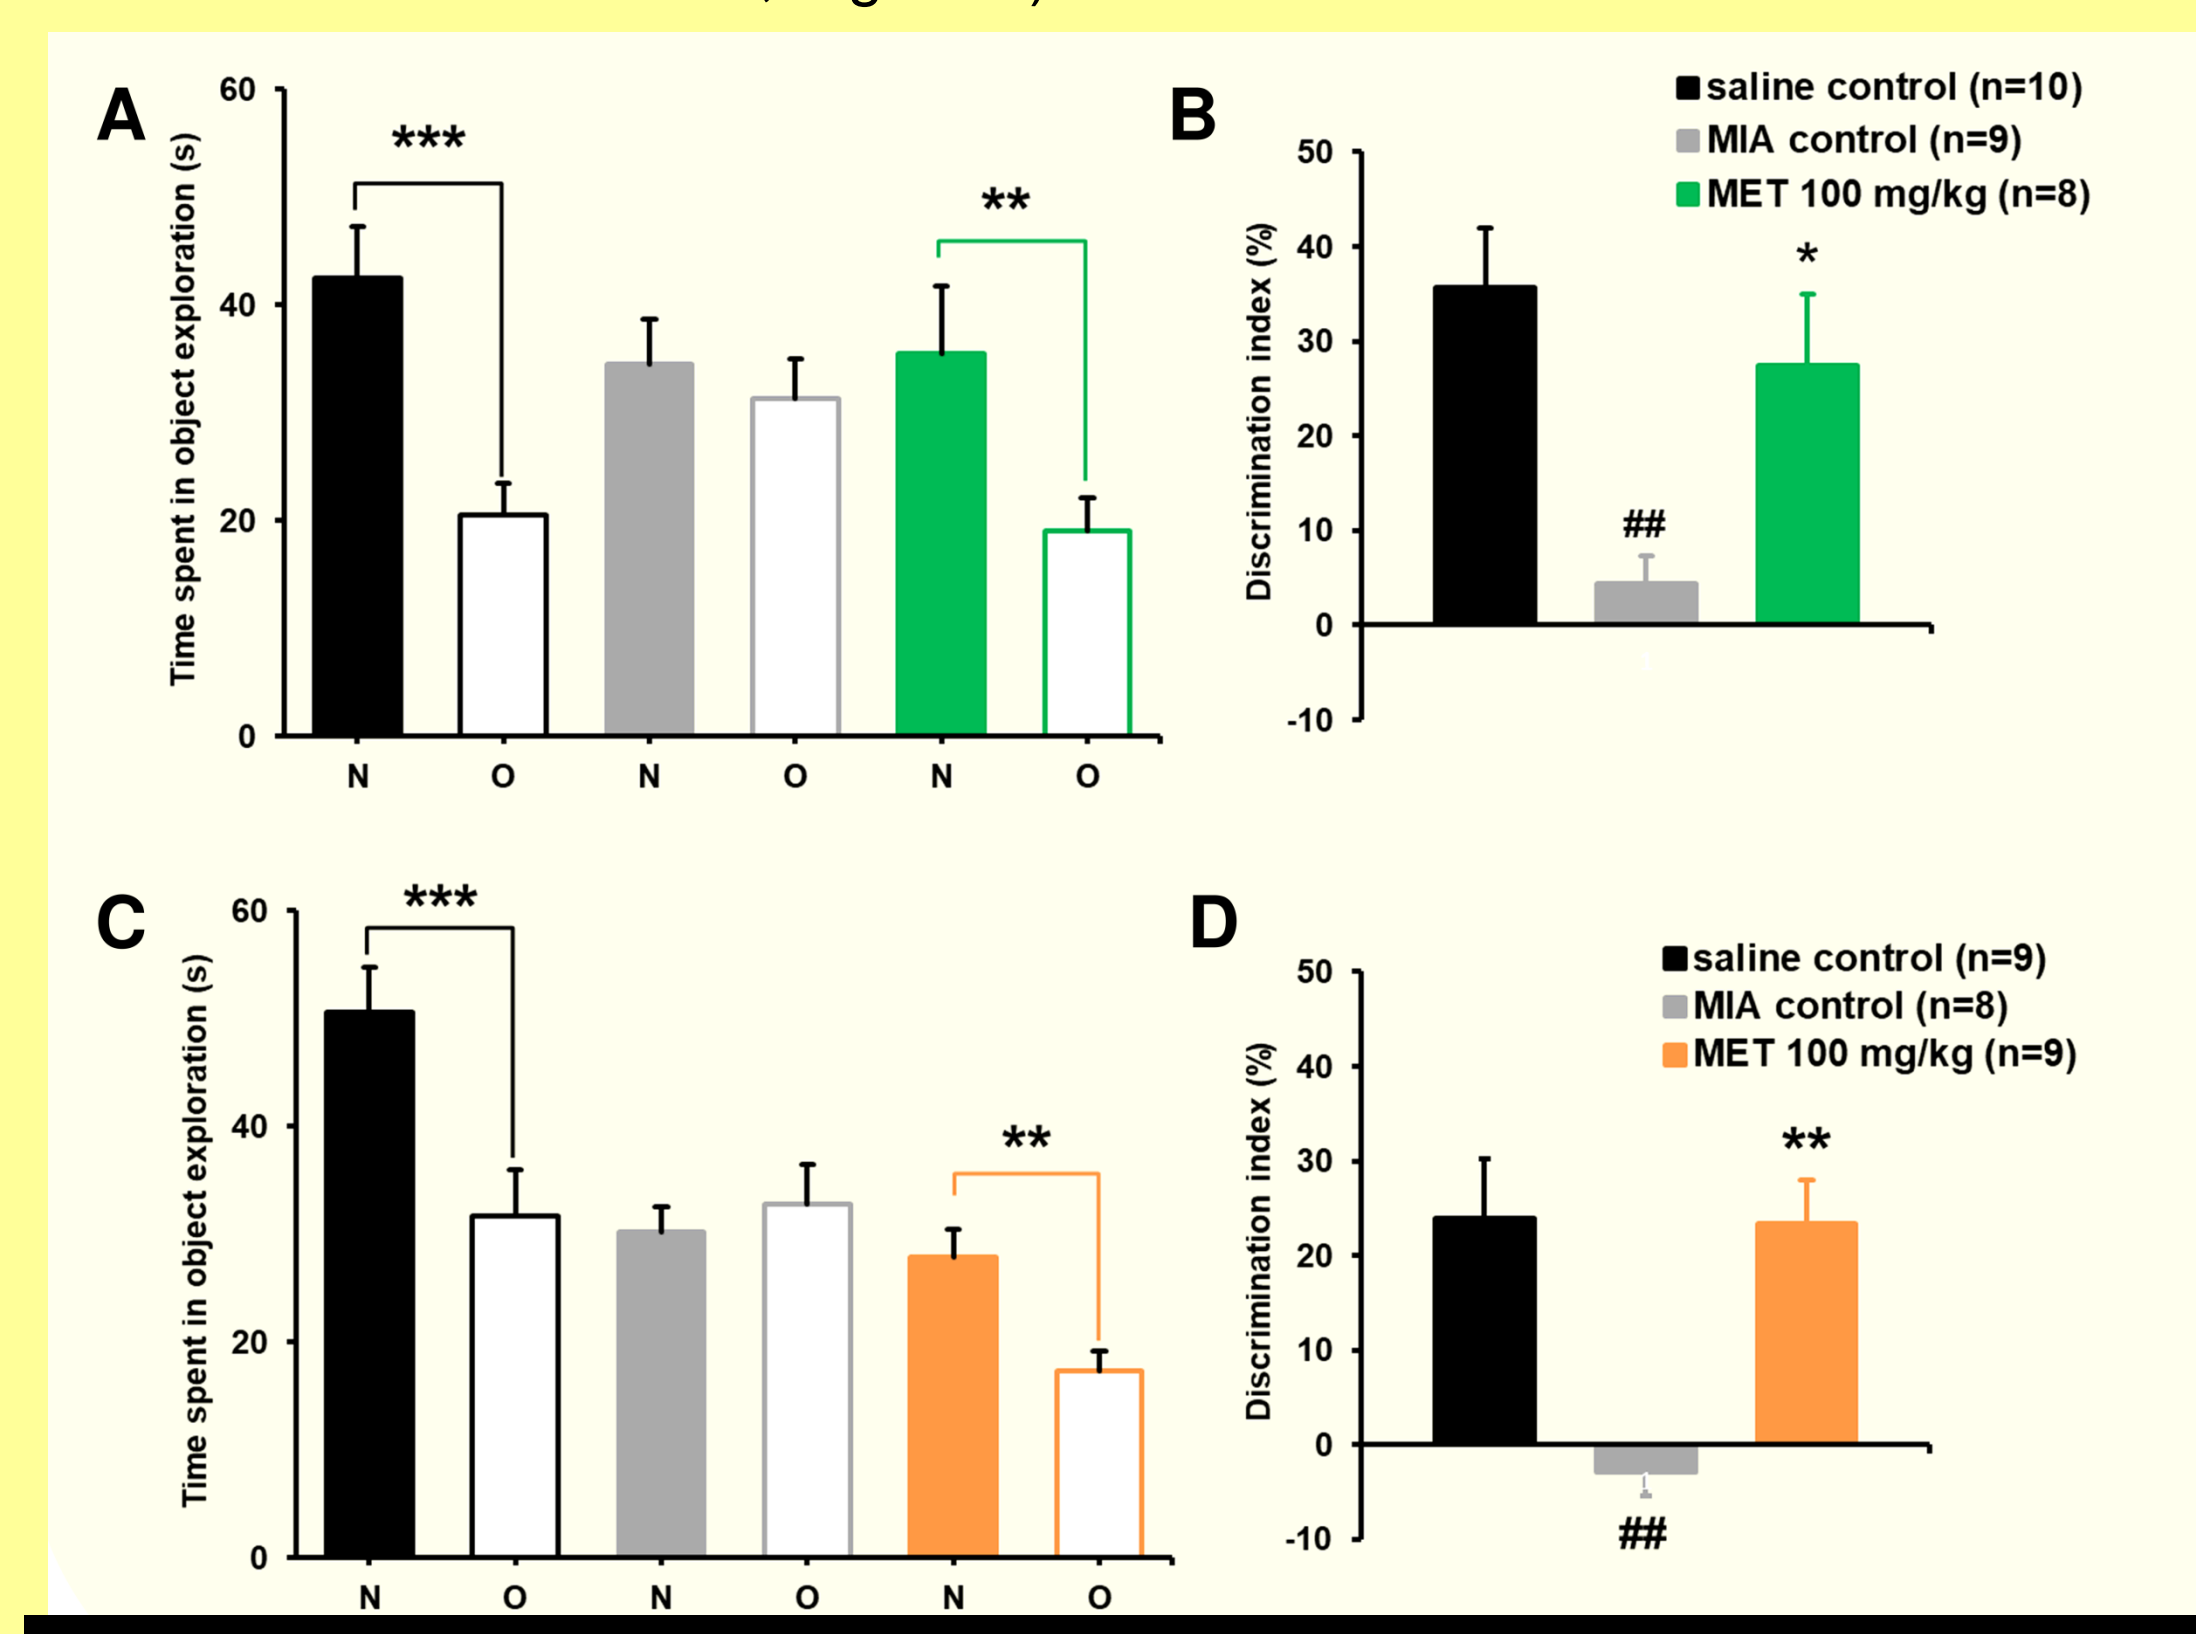 A
60
40
20
0
Time spent in object exploration (s)
***
**
N O N O N O
B
saline control (n=10)
MIA control (n=9)
MET 100 mg/kg (n=8)
50
40
30
20
10
0
-10
Discrimination index (%)
##
*
C
60
40
20
0
Time spent in object exploration (s)
***
**
N O N O N O
D
saline control (n=9)
MIA control (n=8)
MET 100 mg/kg (n=9)
50
40
30
20
10
0
-10
Discrimination index (%)
**
##